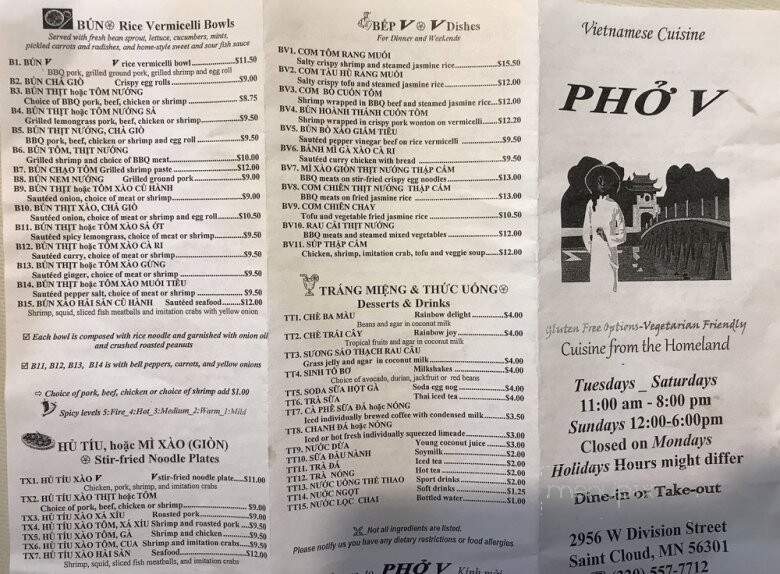 BÚN Rice Vermicelli Bowls
Served with fresh bean sprout, lettuce, cucumbers, mints,
pickled carrots and radishes, and home-style sweet and sour fish sauce
B1. BÚN V V rice vermicelli bowl $11.50
BBQ pork, grilled ground pork, grilled shrimp and egg roll
B2. BÚN CHẢ GIÒ Crispy egg rolls $9.00
B3. BÚN THỊT hoặc TÔM NƯỚNG
Choice of BBQ pork, beef, chicken or shrimp $8.75
B4. BÚN THỊT hoặc TÔM NƯỚNG SẢ
Grilled lemongrass pork, beef, chicken or shrimp $9.50
B5. BÚN THỊT NƯỚNG, CHẢ GIÒ
BBQ pork, beef, chicken or shrimp and egg roll $9.50
B6. BÚN TÔM, THỊT NƯỚNG
Grilled shrimp and choice of BBQ meat $10.00
B7. BÚN CHẠO TÔM Grilled shrimp paste $12.00
B8. BÚN NEM NƯỚNG Grilled ground pork $9.00
B9. BÚN THỊT hoặc TÔM XÀO CỦ HÀNH
Sautéed onion, choice of meat or shrimp $9.00
B10. BÚN THỊT XÀO, CHẢ GIÒ
Sautéed onion, choice of meat or shrimp and egg roll $10.50
B11. BÚN THỊT hoặc TÔM XÀO SẢ ỚT
Sautéed spicy lemongrass, choice of meat or shrimp $9.50
B12. BÚN THỊT hoặc TÔM XÀO CÀ RI
Sautéed curry, choice of meat or shrimp $9.50
B13. BÚN THỊT hoặc TÔM XÀO GỪNG
Sautéed ginger, choice of meat or shrimp $9.50
B14. BÚN THỊT hoặc TÔM XÀO MUỐI TIÊU
Sautéed pepper salt, choice of meat or shrimp $9.50
B15. BÚN XÀO HẢI SẢN CỦ HÀNH Sautéed seafood $12.00
Shrimp, squid, sliced fish meatballs and imitation crabs with yellow onion
Each bowl is composed with rice noodle and garnished with onion oil
and crushed roasted peanuts
B11, B12, B13, B14 is with bell peppers, carrots, and yellow onions
Choice of pork, beef, chicken or choice of shrimp add $1.00
Spicy levels 5:Fire_4:Hot_3:Medium_2:Warm_1:Mild
HỦ TÍU, hoặc MÌ XÀO (GIÒN)
Stir-fried Noodle Plates
TX1. HỦ TÍU XÀO V V stir-fried noodle plate $11.00
Chicken, pork, shrimp, and imitation crabs
TX2. HỦ TÍU XÀO THỊT hoặc TÔM
Choice of pork, beef, chicken or shrimp $9.00
TX3. HỦ TÍU XÀO XÁ XÍU Roasted pork $9.00
TX4. HỦ TÍU XÀO TÔM, XÁ XÍU Shrimp and roasted pork $9.50
TX5. HỦ TÍU XÀO TÔM, GÀ Shrimp and chicken $9.50
TX6. HỦ TÍU XÀO TÔM, CUA Shrimp and imitation crabs $9.50
TX7. HỦ TÍU XÀO HẢI SẢN Seafood $12.00
Shrimp, squid, sliced fish meatballs, and imitation crabs
BẾP V V Dishes
For Dinner and Weekends
BV1. CƠM TÔM RANG MUỐI
Salty crispy shrimp and steamed jasmine rice $15.50
BV2. CƠM TÀU HỦ RANG MUỐI
Salty crispy tofu and steamed jasmine rice $12.00
BV3. CƠM BÒ CUỐN TÔM
Shrimp wrapped in BBQ beef and steamed jasmine rice $12.00
BV4. BÚN HOÀNH THÁNH CUỐN TÔM
Shrimp wrapped in crispy pork wonton on vermicelli $12.20
BV5. BÚN BÒ XÀO GIẤM TIÊU
Sautéed pepper vinegar beef on rice vermicelli $9.50
BV6. BÁNH MÌ GÀ XÀO CÀ RI
Sautéed curry chicken with bread $9.50
BV7. MÌ XÀO GIÒN THỊT NƯỚNG THẬP CẨM
BBQ meats on stir-fried crispy egg noodles $13.00
BV8. CƠM CHIÊN THỊT NƯỚNG THẬP CẨM
BBQ meats on fried jasmine rice $13.00
BV9. CƠM CHIÊN CHAY
Tofu and vegetable fried jasmine rice $10.50
BV10. RAU CẢI THỊT NƯỚNG
BBQ meats and steamed mixed vegetables $12.00
BV11. SÚP THẬP CẨM
Chicken, shrimp, imitation crab, tofu and veggie soup $12.00
TRÁNG MIỆNG & THỨC UỐNG
Desserts & Drinks
TT1. CHÈ BA MÀU Rainbow delight $4.00
Beans and agar in coconut milk
TT2. CHÈ TRÁI CÂY Rainbow joy $4.00
Tropical fruits and agar in coconut milk
TT3. SƯƠNG SÁO THẠCH RAU CÂU
Grass jelly and agar in coconut milk $4.00
TT4. SINH TỐ BƠ Milkshakes $4.00
Choice of avocado, durian, jackfruit or red beans
TT5. SODA SỮA HỘT GÀ Soda egg nog $4.00
TT6. TRÀ SỮA Thai iced tea $4.00
TT7. CÀ PHÊ SỮA ĐÁ hoặc NÓNG
Iced individually brewed coffee with condensed milk $3.50
TT8. CHANH ĐÁ hoặc NÓNG
Iced or hot fresh individually squeezed limeade $3.00
TT9. NƯỚC DỪA Young coconut juice $3.00
TT10. SỮA ĐẬU NÀNH Soymilk $2.00
TT11. TRÀ ĐÁ Iced tea $2.00
TT12. TRÀ NÓNG Hot tea $2.00
TT13. NƯỚC UỐNG THỂ THAO Sport drinks $2.00
TT14. NƯỚC NGỌT Soft drinks $1.25
TT15. NƯỚC LỌC CHAI Bottled water $1.00
Not all ingredients are listed.
Please notify us you have any dietary restrictions or food allergies.
to PHỞ V Kính mời
Vietnamese Cuisine
PHỞ V
Gluten Free Options-Vegetarian Friendly
Cuisine from the Homeland
Tuesdays _ Saturdays
11:00 am - 8:00 pm
Sundays 12:00-6:00pm
Closed on Mondays
Holidays Hours might differ
Dine-in or Take-out
2956 W Division Street
Saint Cloud, MN 56301
(320) 557-7712